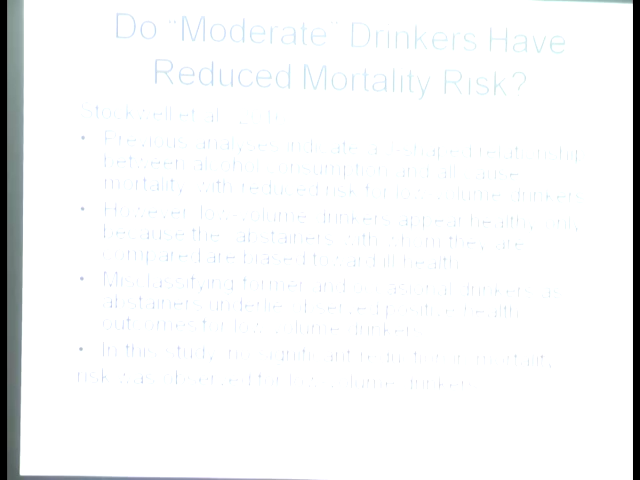 Do "Moderate" Drinkers Have
Reduced Mortality Risk?
Stockwell et al. 2016
• Previous analyses indicate a J-shaped relationship
between alcohol consumption and all cause
mortality, with reduced risk for low volume drinkers
• However, low-volume drinkers appear healthy only
because the abstainers with whom they are
compared are biased toward ill health
• Misclassifying former and occasional drinkers as
abstainers underlie observed positive health
outcomes for low volume drinkers
• In this study, no significant reduction in mortality
risk was observed for low volume drinkers